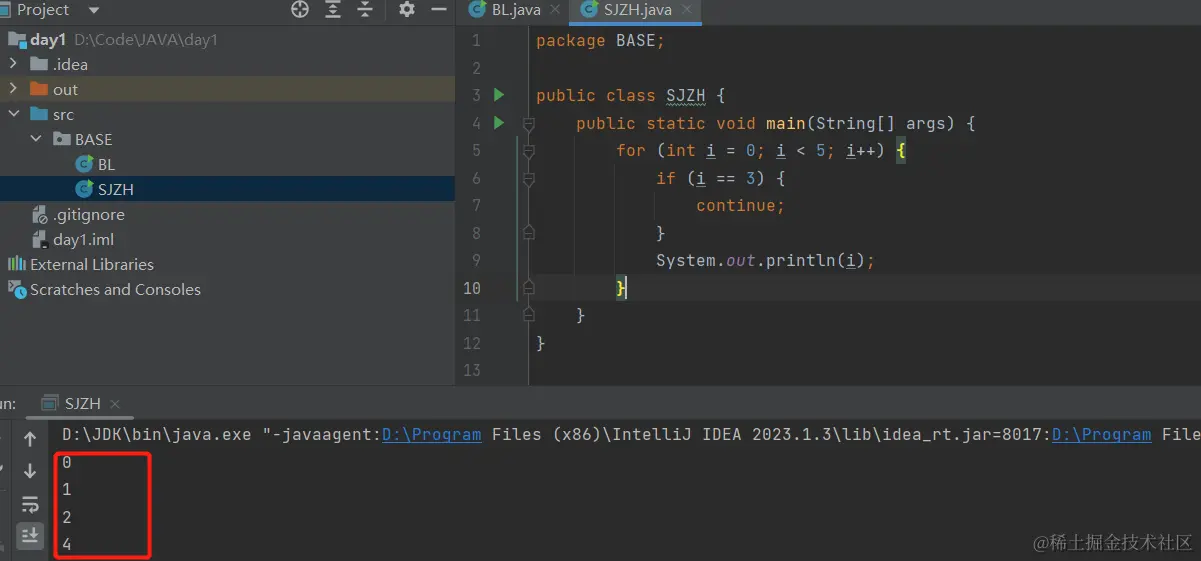 Project
day1 D:\Code\JAVA\day1
.idea
out
src
BASE
BL
SJZH
.gitignore
day1.iml
External Libraries
Scratches and Consoles
BL.java
SJZH.java
1 package BASE;
2
3 public class SJZH {
4 public static void main(String[] args) {
5 for (int i = 0; i < 5; i++) {
6 if (i == 3) {
7 continue;
8 }
9 System.out.println(i);
10 }
11 }
12 }
13
un: SJZH
D:\JDK\bin\java.exe "-javaagent:D:\Program Files (x86)\IntelliJ IDEA 2023.1.3\lib\idea_rt.jar=8017:D:\Program File
0
1
2
4
@稀土掘金技术社区